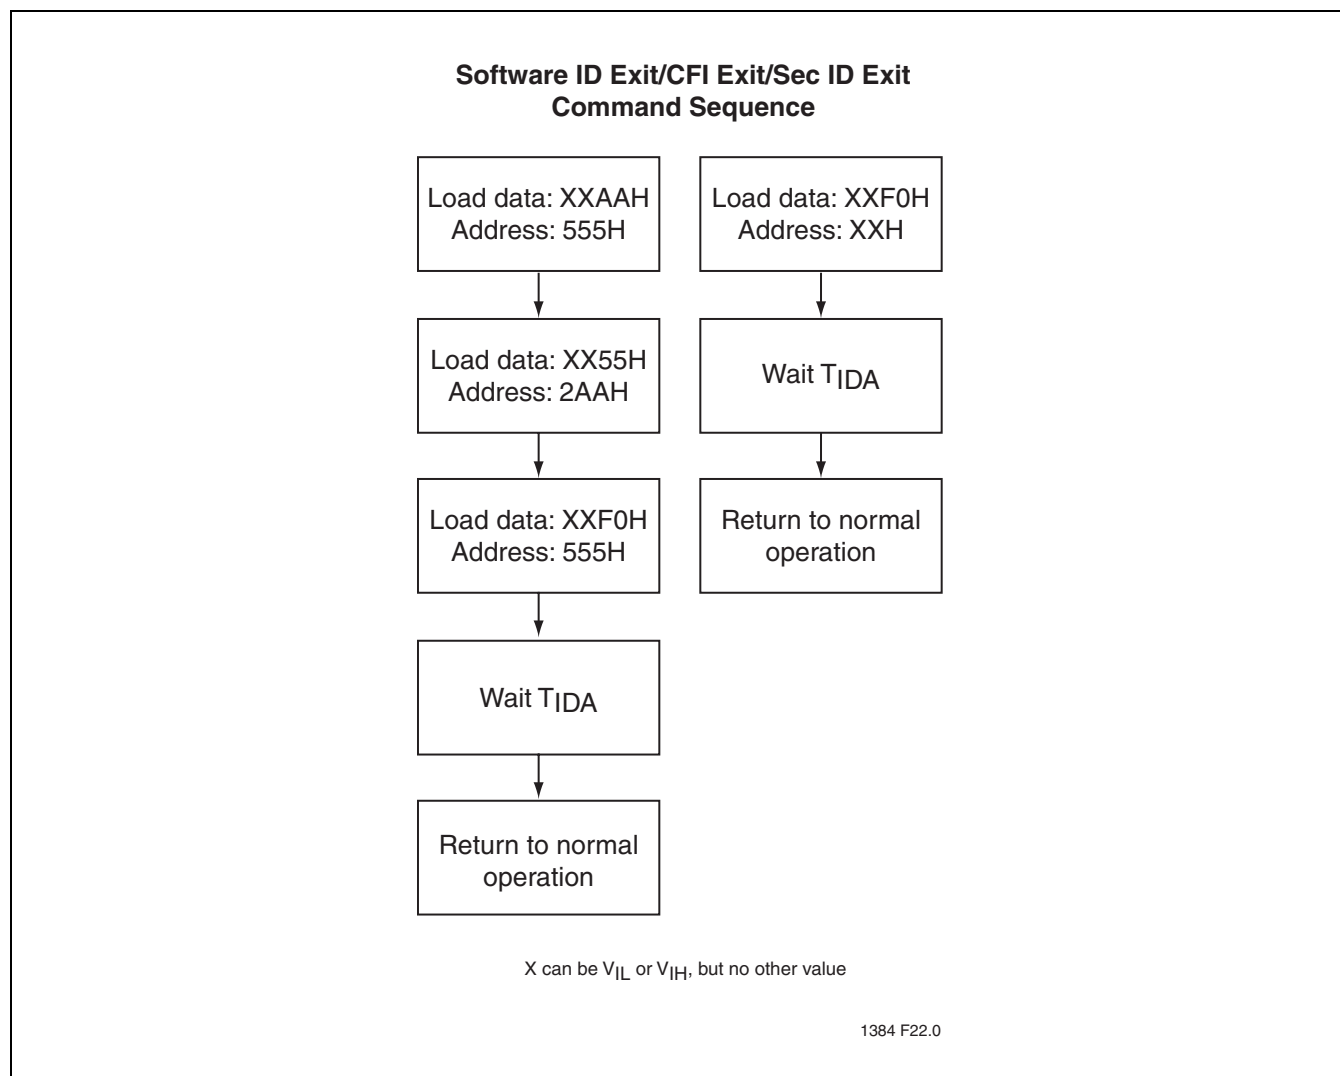 Software ID Exit/CFI Exit/Sec ID Exit
Command Sequence
Load data: XXAAH
Address: 555H
Load data: XX55H
Address: 2AAH
Load data: XXF0H
Address: 555H
Wait TIDA
Return to normal
operation
Load data: XXF0H
Address: XXH
Wait TIDA
Return to normal
operation
X can be VIL or VIH, but no other value
1384 F22.0